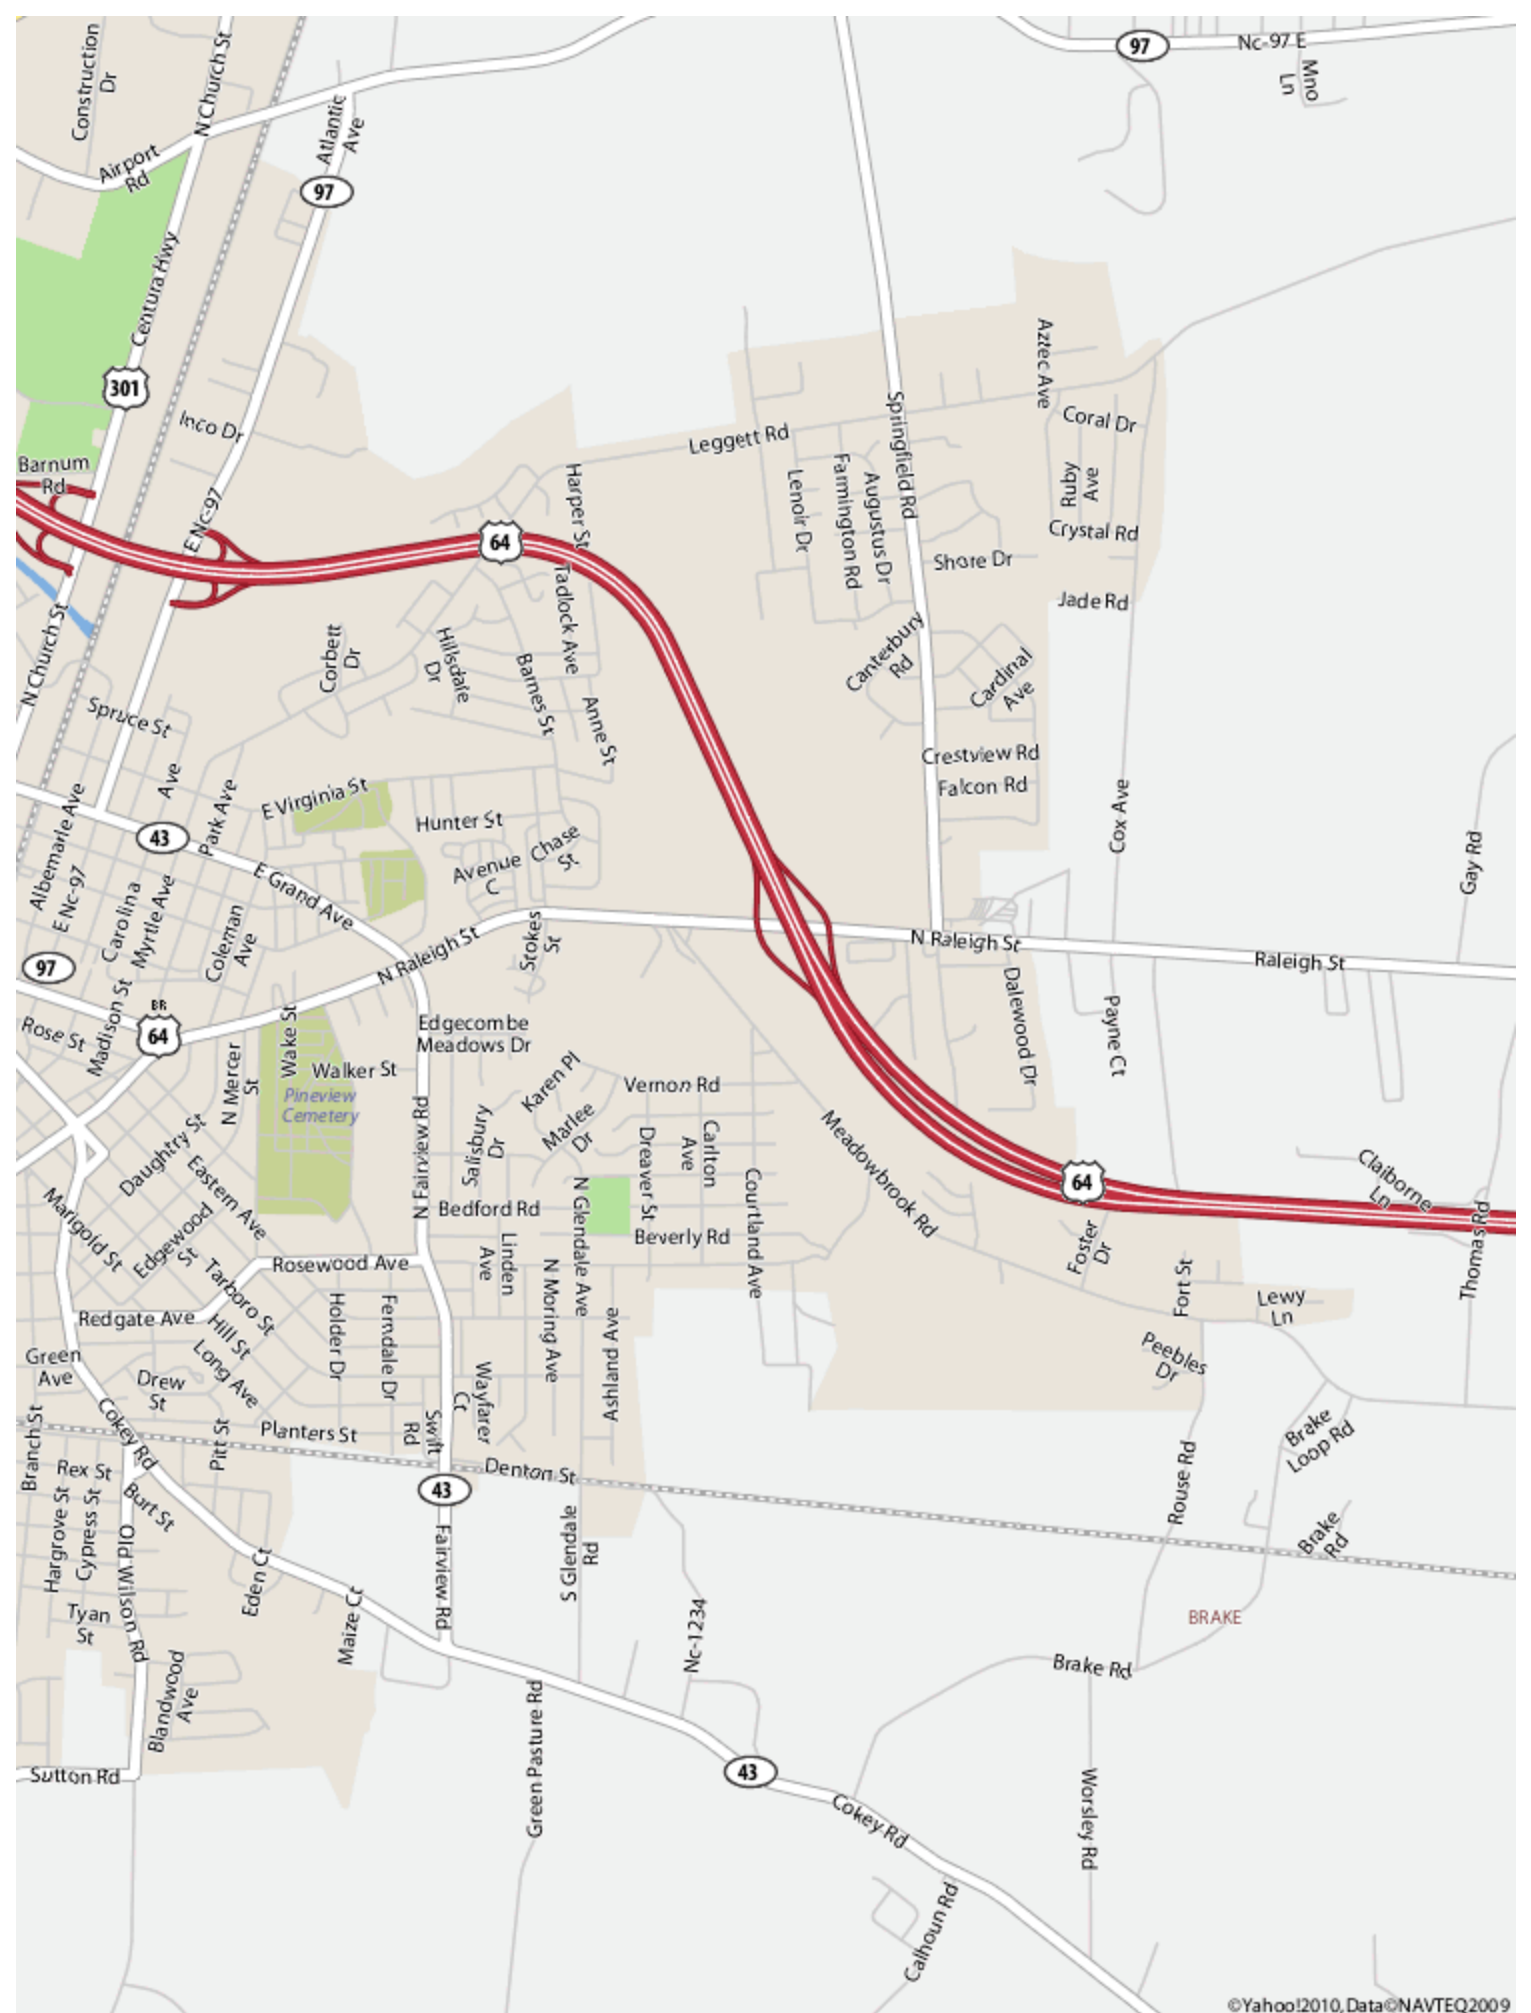 Construction
Dr
N Church St
97
Nc-97 E
Mno
Ln
Atlantic
Ave
Airport
Rd
97
Centura Hwy
301
Aztec Ave
Inco Dr
Springfield Rd
Coral Dr
Leggett Rd
Barnum
Rd
Harper St
Lenoir Dr
Farmington Rd
Augustus Dr
Ruby
Ave
E Nc-97
64
Crystal Rd
Shore Dr
Tadlock Ave
Jade Rd
N Church St
Corbett
Dr
Hillsdale
Dr
Barnes St
Canterbury
Rd
Cardinal
Ave
Spruce St
Anne St
Crestview Rd
Falcon Rd
Ave
Park Ave
E Virginia St
Cox Ave
Albemarle Ave
43
Hunter St
Gay Rd
Avenue
C
Chase
St
E Nc-97
Carolina
Myrtle Ave
E Grand Ave
Coleman
Ave
Stokes
St
N Raleigh St
N Raleigh St
Raleigh St
97
Madison St
BR
64
Rose St
Wake St
Edgecombe
Meadows Dr
Dalewood Dr
Payne Ct
N Mercer
St
Walker St
Karen Pl
Vernon Rd
Pineview
Cemetery
N Fairview Rd
Salisbury
Dr
Marlee
Dr
Dreaver St
Carlton
Ave
Meadowbrook Rd
Daughtry St
Eastern Ave
64
Claiborne
Ln
Marigold St
Edgewood
St
Bedford Rd
N Glendale Ave
Beverly Rd
Courtland Ave
Foster
Dr
Thomas Rd
Rosewood Ave
Linden
Ave
N Moring Ave
Fort St
Lewy
Ln
Tarboro St
Redgate Ave
Hill St
Holder Dr
Ferndale Dr
Ashland Ave
Peebles
Dr
Green
Ave
Long Ave
Drew
St
Wayfarer
Ct
Branch St
Cokey Rd
Pitt St
Planters St
Swift
Rd
Brake
Loop Rd
Rex St
Denton St
Rouse Rd
43
Burt St
Hargrove St
Cypress St
Old Wilson Rd
Fairview Rd
S Glendale
Rd
Brake
Rd
Eden Ct
Tyan
St
Maize Ct
Nc-1234
BRAKE
Brake Rd
Blandwood
Ave
Green Pasture Rd
Sutton Rd
43
Worsley Rd
Cokey Rd
Calhoun Rd
©Yahoo!2010, Data©NAVTEQ2009